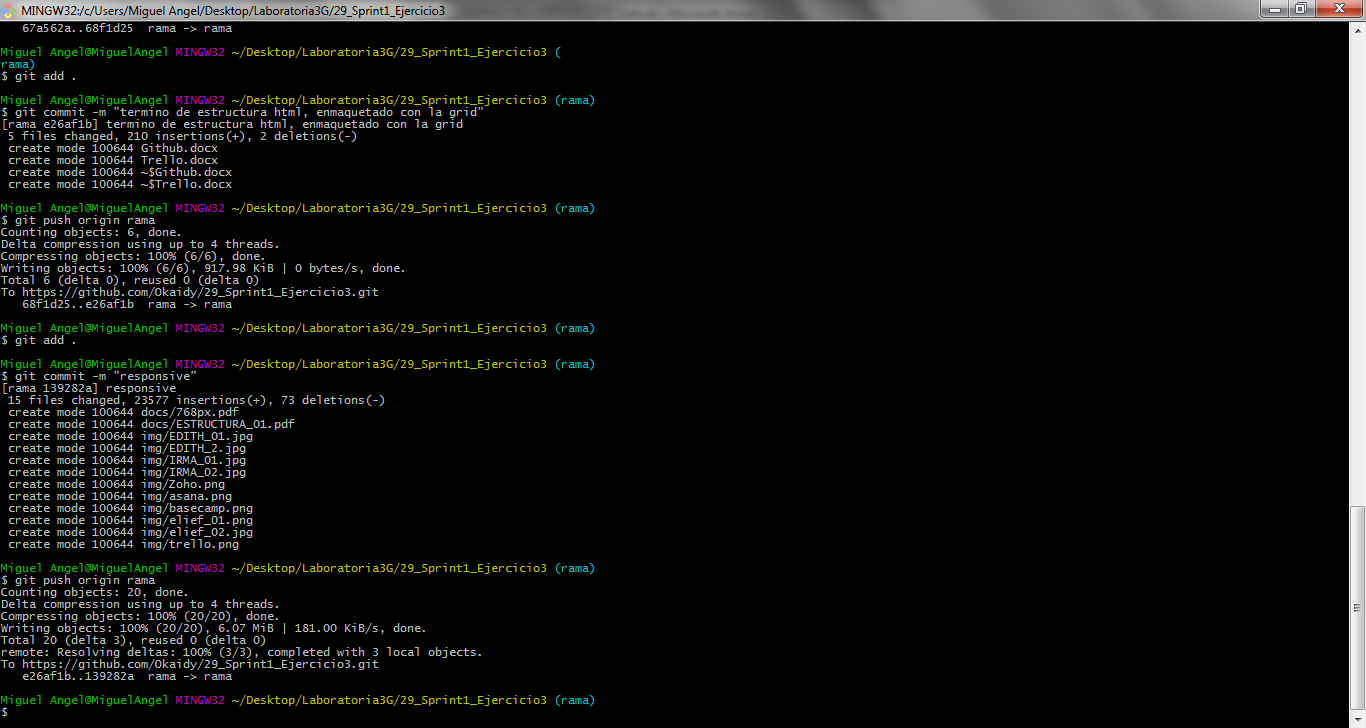 MINGW32:/c/Users/Miguel Angel/Desktop/Laboratoria3G/29_Sprint1_Ejercicio3
67a562a..68f1d25  rama -> rama
Miguel Angel@MiguelAngel MINGW32 ~/Desktop/Laboratoria3G/29_Sprint1_Ejercicio3 (
rama)
$ git add .
Miguel Angel@MiguelAngel MINGW32 ~/Desktop/Laboratoria3G/29_Sprint1_Ejercicio3 (rama)
$ git commit -m "termino de estructura html, enmaquetado con la grid"
[rama e26af1b] termino de estructura html, enmaquetado con la grid
5 files changed, 210 insertions(+), 2 deletions(-)
create mode 100644 Github.docx
create mode 100644 Trello.docx
create mode 100644 ~$Github.docx
create mode 100644 ~$Trello.docx
Miguel Angel@MiguelAngel MINGW32 ~/Desktop/Laboratoria3G/29_Sprint1_Ejercicio3 (rama)
$ git push origin rama
Counting objects: 6, done.
Delta compression using up to 4 threads.
Compressing objects: 100% (6/6), done.
Writing objects: 100% (6/6), 917.98 KiB | 0 bytes/s, done.
Total 6 (delta 0), reused 0 (delta 0)
To https://github.com/Okaidy/29_Sprint1_Ejercicio3.git
68f1d25..e26af1b  rama -> rama
Miguel Angel@MiguelAngel MINGW32 ~/Desktop/Laboratoria3G/29_Sprint1_Ejercicio3 (rama)
$ git add .
Miguel Angel@MiguelAngel MINGW32 ~/Desktop/Laboratoria3G/29_Sprint1_Ejercicio3 (rama)
$ git commit -m "responsive"
[rama 139282a] responsive
15 files changed, 23577 insertions(+), 73 deletions(-)
create mode 100644 docs/768px.pdf
create mode 100644 docs/ESTRUCTURA_01.pdf
create mode 100644 img/EDITH_01.jpg
create mode 100644 img/EDITH_2.jpg
create mode 100644 img/IRMA_01.jpg
create mode 100644 img/IRMA_02.jpg
create mode 100644 img/Zoho.png
create mode 100644 img/asana.png
create mode 100644 img/basecamp.png
create mode 100644 img/elief_01.png
create mode 100644 img/elief_02.jpg
create mode 100644 img/trello.png
Miguel Angel@MiguelAngel MINGW32 ~/Desktop/Laboratoria3G/29_Sprint1_Ejercicio3 (rama)
$ git push origin rama
Counting objects: 20, done.
Delta compression using up to 4 threads.
Compressing objects: 100% (20/20), done.
Writing objects: 100% (20/20), 6.07 MiB | 181.00 KiB/s, done.
Total 20 (delta 3), reused 0 (delta 0)
remote: Resolving deltas: 100% (3/3), completed with 3 local objects.
To https://github.com/Okaidy/29_Sprint1_Ejercicio3.git
e26af1b..139282a  rama -> rama
Miguel Angel@MiguelAngel MINGW32 ~/Desktop/Laboratoria3G/29_Sprint1_Ejercicio3 (rama)
$